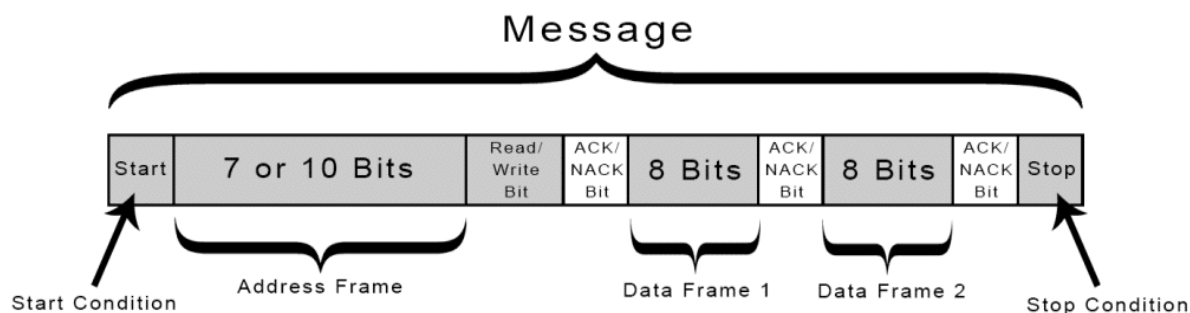 Message
Start
7 or 10 Bits
Read/
Write
Bit
ACK/
NACK
Bit
8 Bits
ACK/
NACK
Bit
8 Bits
ACK/
NACK
Bit
Stop
Start Condition
Address Frame
Data Frame 1
Data Frame 2
Stop Condition